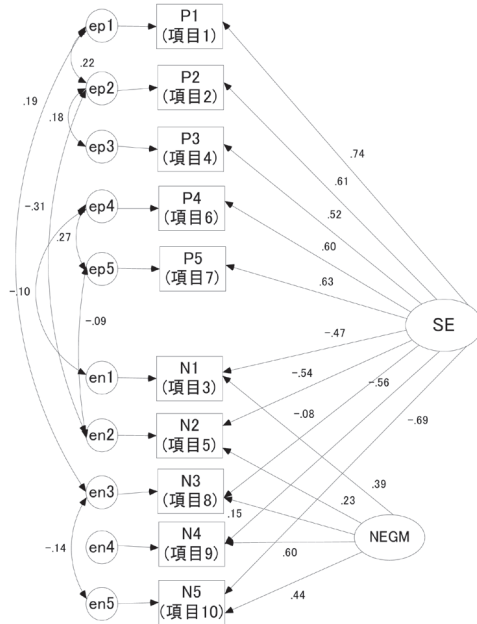 ep1
P1
(項目1)
.22
.19
ep2
P2
(項目2)
.18
ep3
P3
(項目4)
.74
.61
.52
-.31
ep4
P4
(項目6)
.60
.27
ep5
P5
(項目7)
.63
-.10
-.09
SE
en1
N1
(項目3)
-.47
-.54
-.56
-.08
-.69
en2
N2
(項目5)
en3
N3
(項目8)
.39
.23
.15
NEGM
en4
N4
(項目9)
-.14
.60
.44
en5
N5
(項目10)